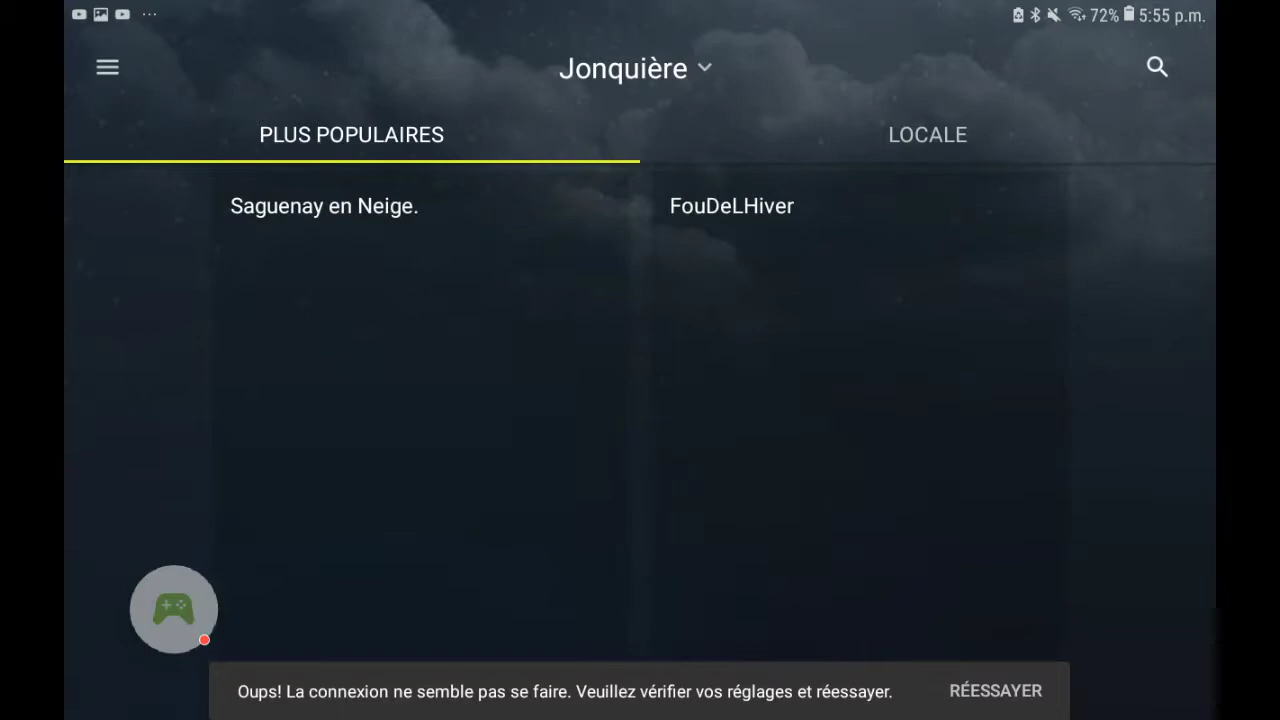 72% 5:55 p.m.
Jonquière
PLUS POPULAIRES LOCALE
Saguenay en Neige. FouDeLHiver
Oups! La connexion ne semble pas se faire. Veuillez vérifier vos réglages et réessayer. RÉESSAYER